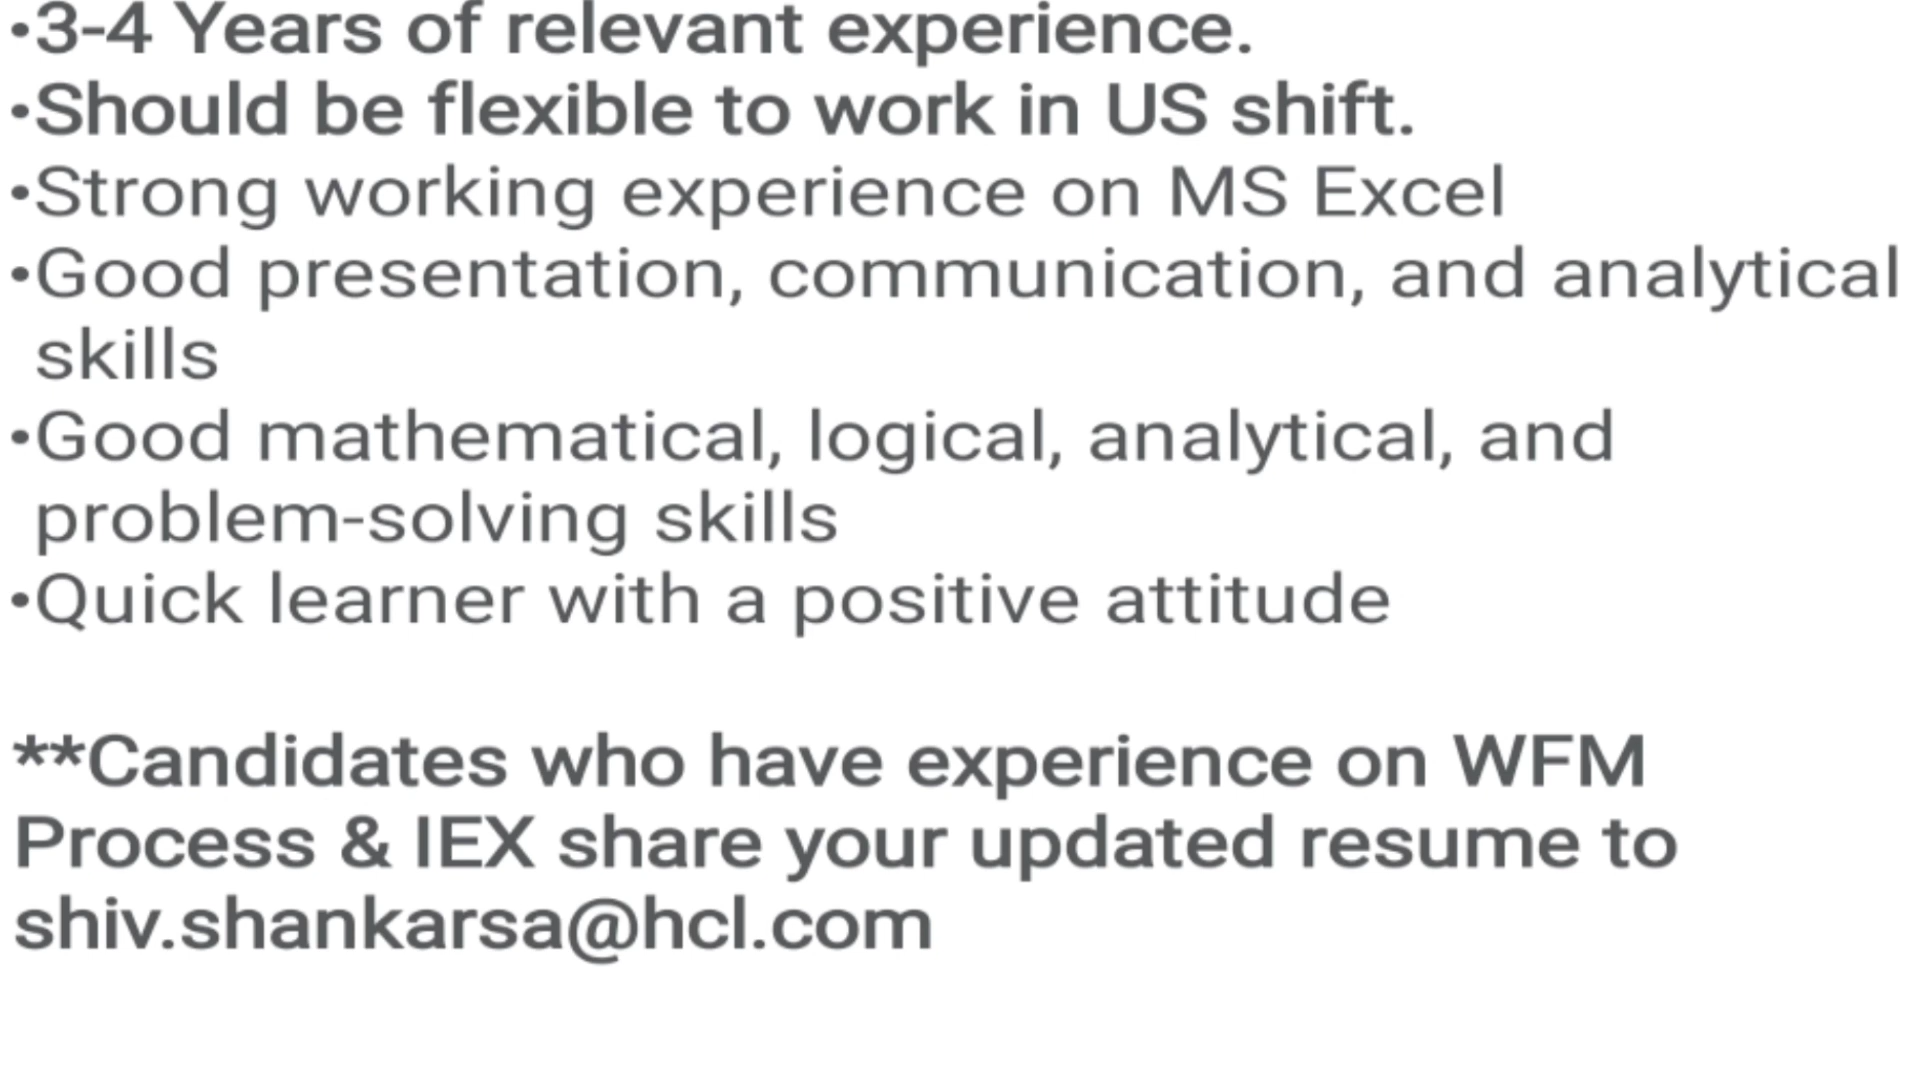 •3-4 Years of relevant experience.
•Should be flexible to work in US shift.
•Strong working experience on MS Excel
•Good presentation, communication, and analytical
skills
•Good mathematical, logical, analytical, and
problem-solving skills
•Quick learner with a positive attitude
**Candidates who have experience on WFM
Process & IEX share your updated resume to
shiv.shankarsa@hcl.com